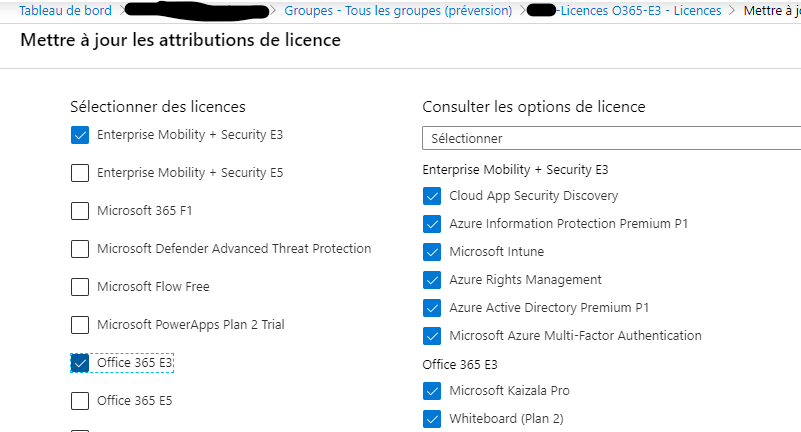 Tableau de bord > > Groupes - Tous les groupes (préversion) > -Licences O365-E3 - Licences > Mettre à jo
Mettre à jour les attributions de licence
Sélectionner des licences
Enterprise Mobility + Security E3
Enterprise Mobility + Security E5
Microsoft 365 F1
Microsoft Defender Advanced Threat Protection
Microsoft Flow Free
Microsoft PowerApps Plan 2 Trial
Office 365 E3
Office 365 E5
Consulter les options de licence
Sélectionner
Enterprise Mobility + Security E3
Cloud App Security Discovery
Azure Information Protection Premium P1
Microsoft Intune
Azure Rights Management
Azure Active Directory Premium P1
Microsoft Azure Multi-Factor Authentication
Office 365 E3
Microsoft Kaizala Pro
Whiteboard (Plan 2)